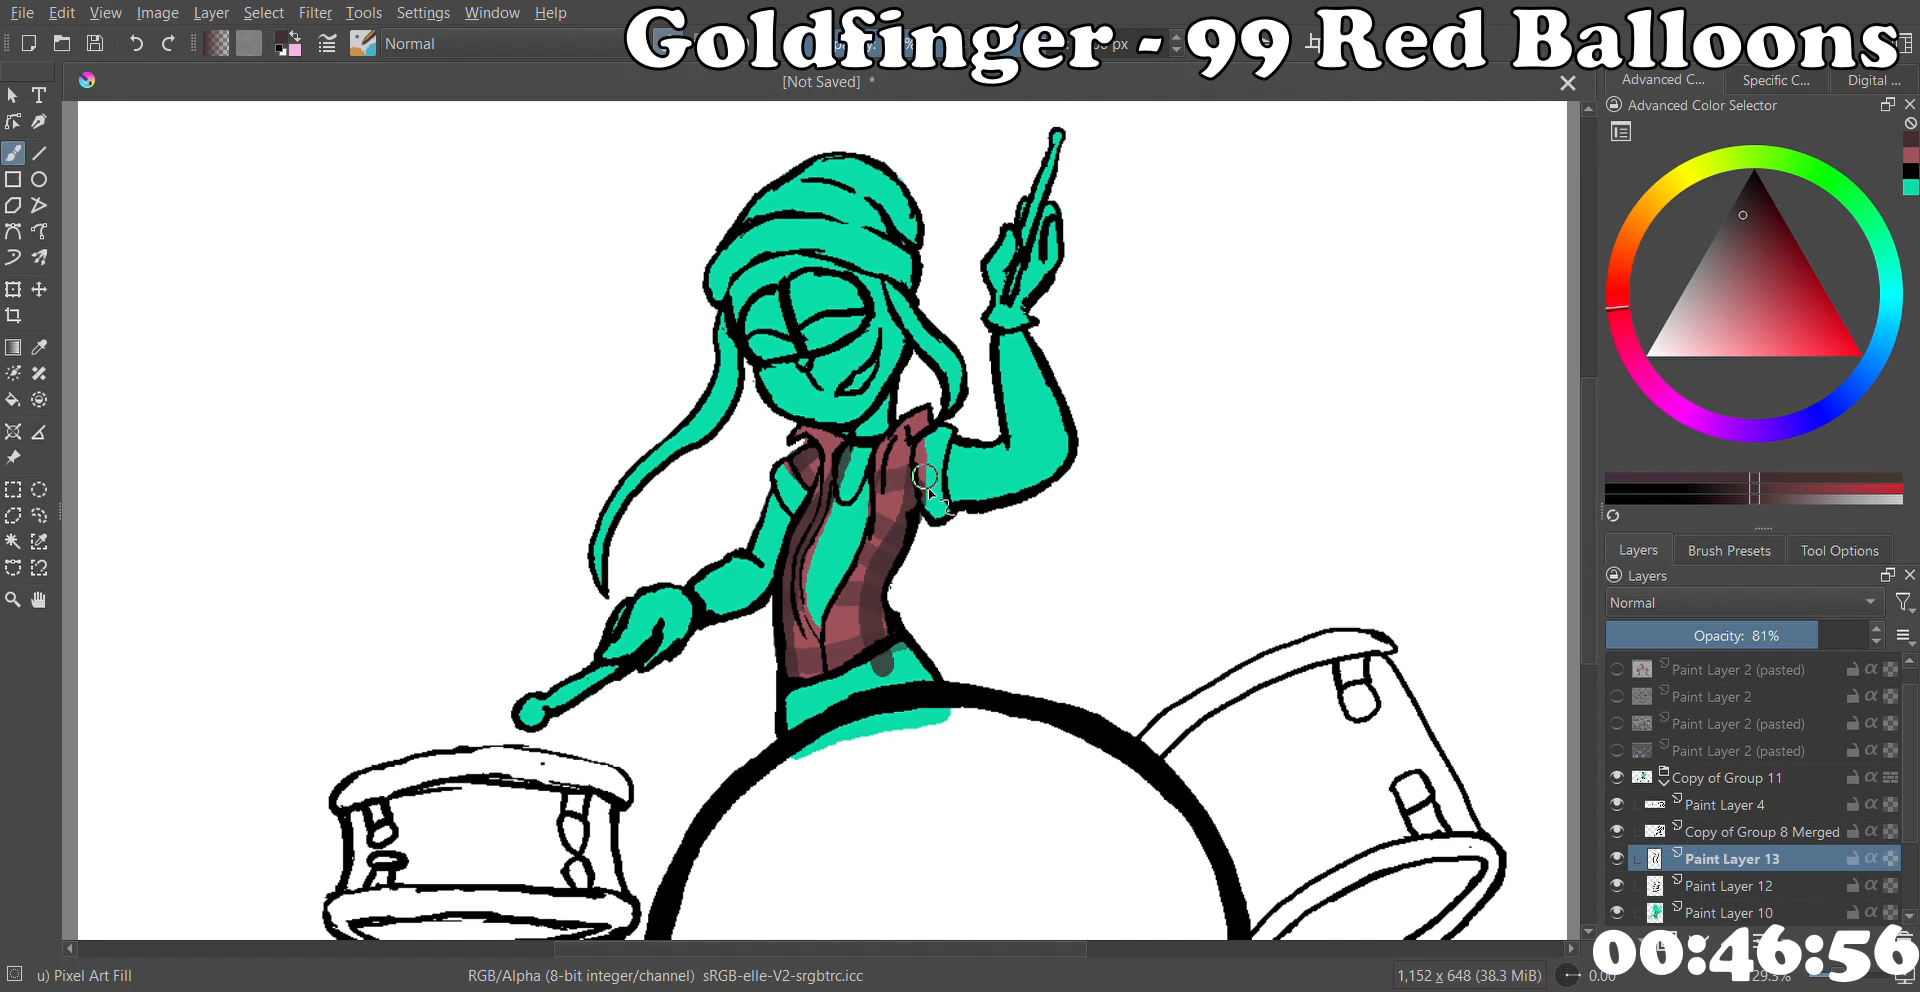 File Edit View Image Layer Select Filter Tools Settings Window Help
Goldfinger - 99 Red Balloons
Normal
px
[Not Saved] *
Advanced C... Specific C... Digital ...
Advanced Color Selector
Layers Brush Presets Tool Options
Layers
Normal
Opacity: 81%
Paint Layer 2 (pasted)
Paint Layer 2
Paint Layer 2 (pasted)
Paint Layer 2 (pasted)
Copy of Group 11
Paint Layer 4
Copy of Group 8 Merged
Paint Layer 13
Paint Layer 12
Paint Layer 10
00:46:56
u) Pixel Art Fill
RGB/Alpha (8-bit integer/channel) sRGB-elle-V2-srgbtrc.icc
1,152 x 648 (38.3 MiB)